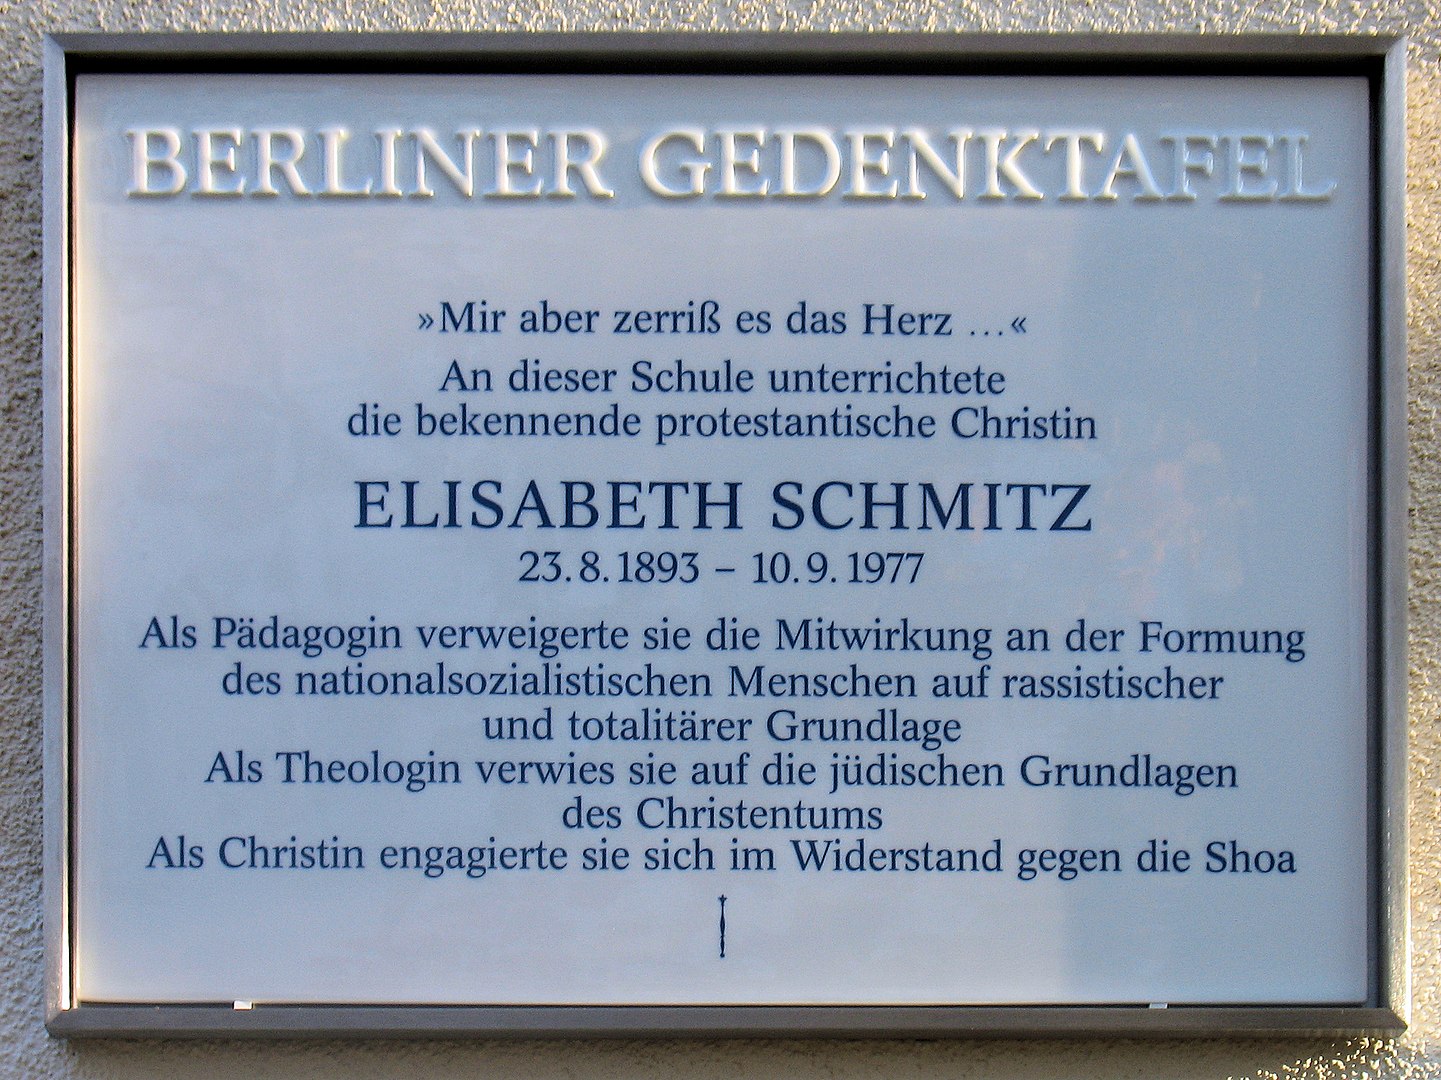 BERLINER GEDENKTAFEL
»Mir aber zerriß es das Herz …«
An dieser Schule unterrichtete
die bekennende protestantische Christin
ELISABETH SCHMITZ
23. 8. 1893 – 10. 9. 1977
Als Pädagogin verweigerte sie die Mitwirkung an der Formung
des nationalsozialistischen Menschen auf rassistischer
und totalitärer Grundlage
Als Theologin verwies sie auf die jüdischen Grundlagen
des Christentums
Als Christin engagierte sie sich im Widerstand gegen die Shoa